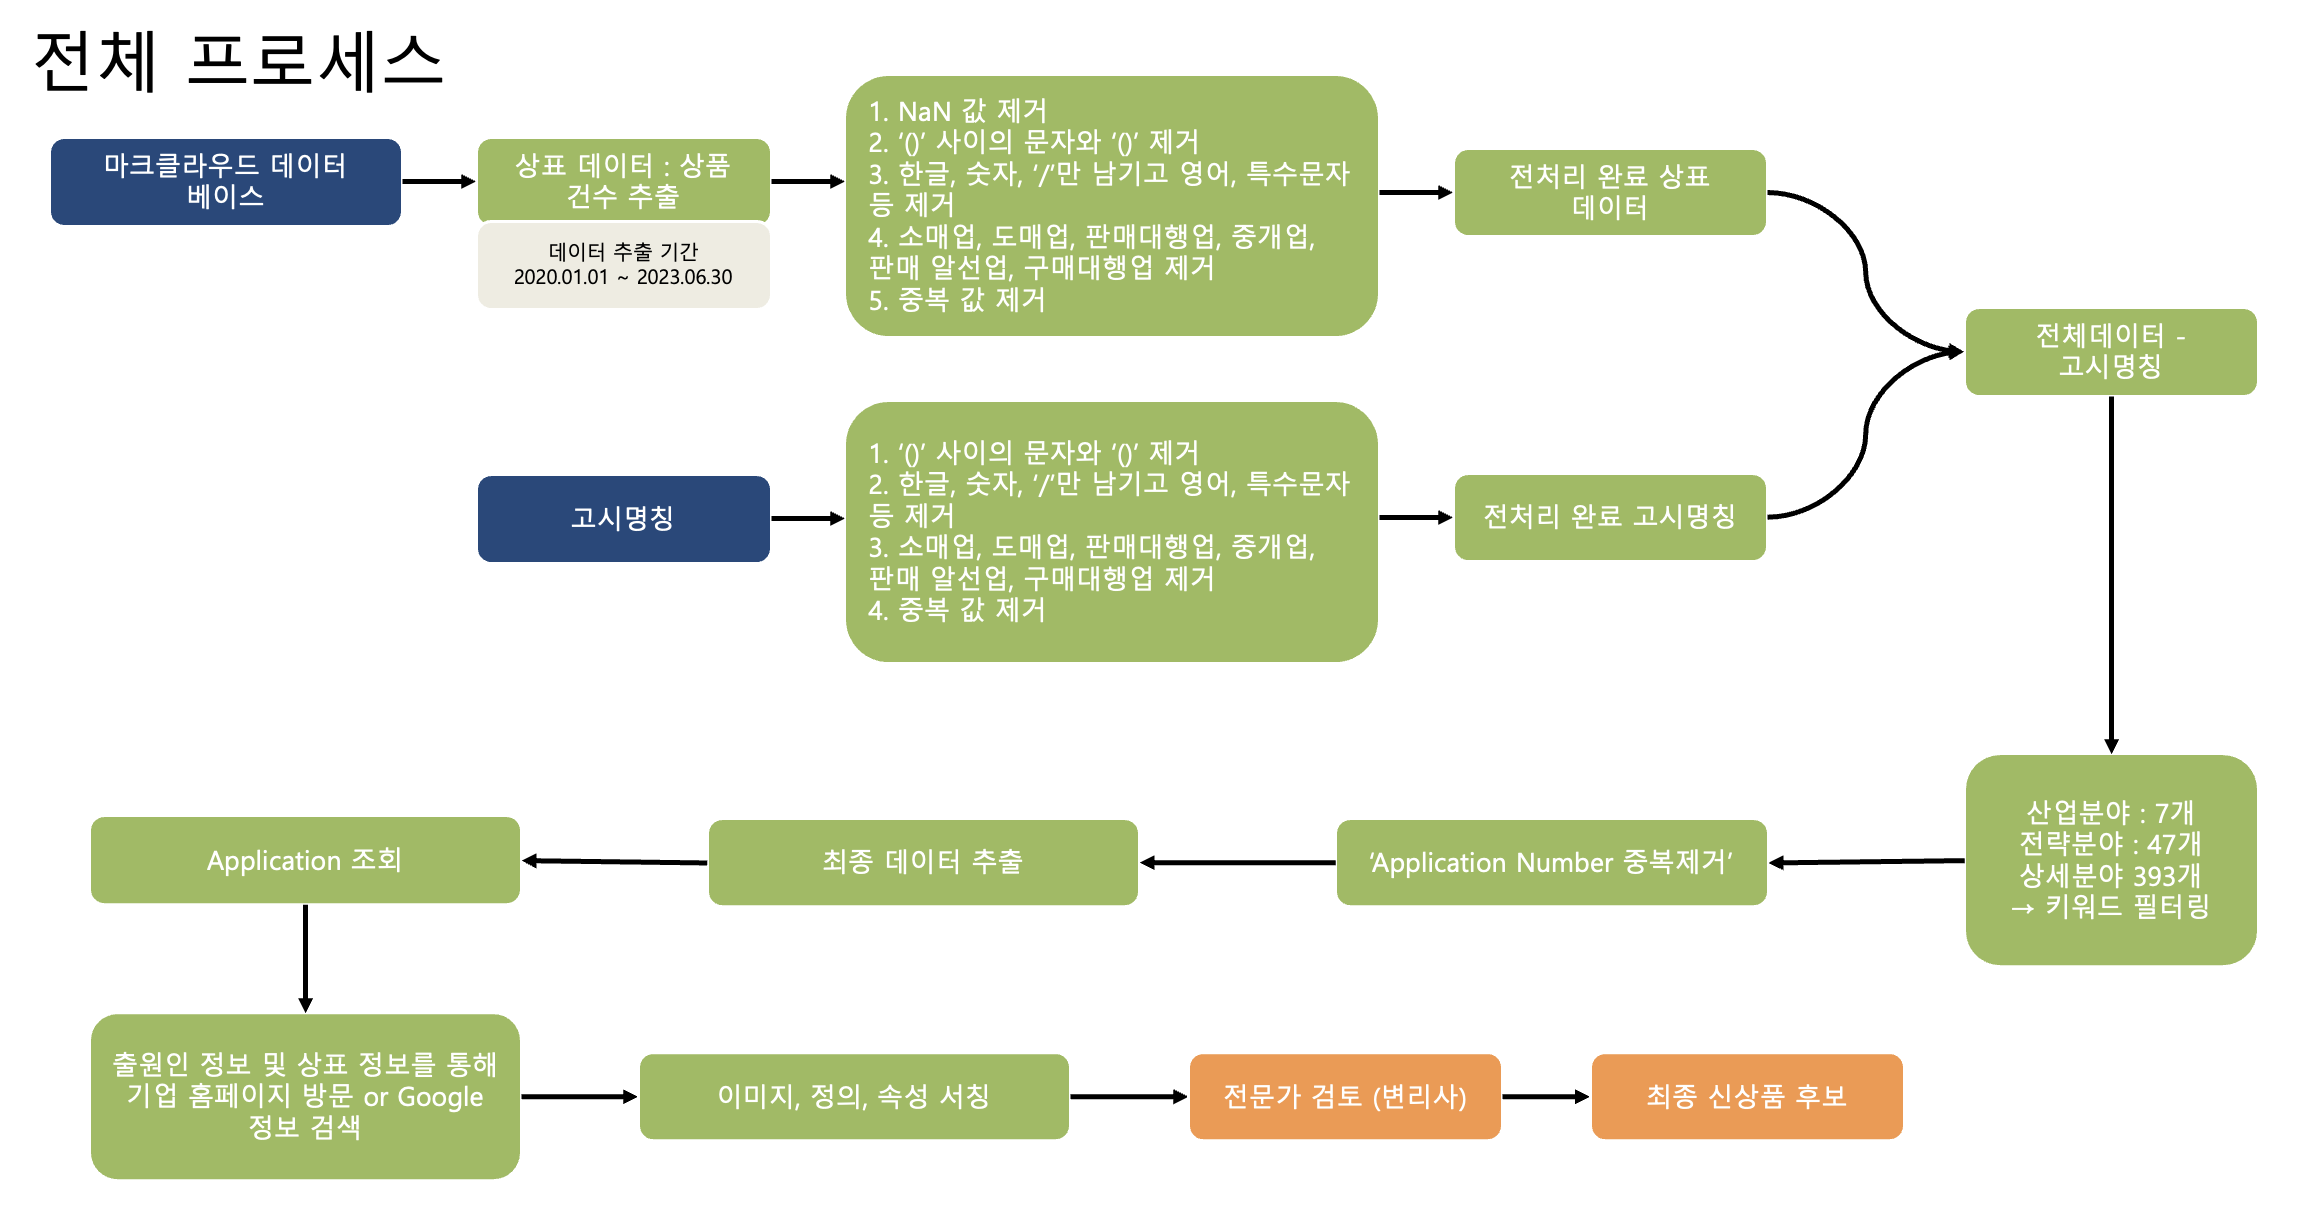 전체 프로세스
마크클라우드 데이터
베이스
상표 데이터 : 상품
건수 추출
데이터 추출 기간
2020.01.01 ~ 2023.06.30
1. NaN 값 제거
2. ‘()’ 사이의 문자와 ‘()’ 제거
3. 한글, 숫자, ‘/’만 남기고 영어, 특수문자
등 제거
4. 소매업, 도매업, 판매대행업, 중개업,
판매 알선업, 구매대행업 제거
5. 중복 값 제거
전처리 완료 상표
데이터
고시명칭
1. ‘()’ 사이의 문자와 ‘()’ 제거
2. 한글, 숫자, ‘/’만 남기고 영어, 특수문자
등 제거
3. 소매업, 도매업, 판매대행업, 중개업,
판매 알선업, 구매대행업 제거
4. 중복 값 제거
전처리 완료 고시명칭
전체데이터 -
고시명칭
산업분야 : 7개
전략분야 : 47개
상세분야 393개
→ 키워드 필터링
‘Application Number 중복제거’
최종 데이터 추출
Application 조회
출원인 정보 및 상표 정보를 통해
기업 홈페이지 방문 or Google
정보 검색
이미지, 정의, 속성 서칭
전문가 검토 (변리사)
최종 신상품 후보